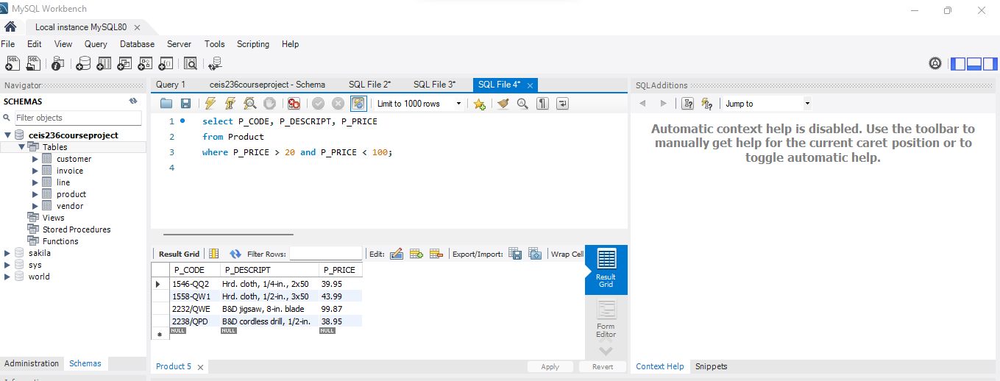 MySQL Workbench
Local instance MySQL80
File Edit View Query Database Server Tools Scripting Help
Navigator
SCHEMAS
Filter objects
ceis236courseproject
Tables
customer
invoice
line
product
vendor
Views
Stored Procedures
Functions
sakila
sys
world
Administration Schemas
Query 1 ceis236courseproject - Schema SQL File 2* SQL File 3* SQL File 4*
Limit to 1000 rows
1 select P_CODE, P_DESCRIPT, P_PRICE
2 from Product
3 where P_PRICE > 20 and P_PRICE < 100;
4
Result Grid Filter Rows: Edit: Export/Import: Wrap Cell
P_CODE P_DESCRIPT P_PRICE
1546-QQ2 Hrd. cloth, 1/4-in., 2x50 39.95
1558-QW1 Hrd. cloth, 1/2-in., 3x50 43.99
2232/QWE B&D jigsaw, 8-in. blade 99.87
2238/QPD B&D cordless drill, 1/2-in. 38.95
NULL NULL NULL
Result
Grid
Form
Editor
Product 5 Apply Revert
SQLAdditions
Jump to
Automatic context help is disabled. Use the toolbar to
manually get help for the current caret position or to
toggle automatic help.
Context Help Snippets